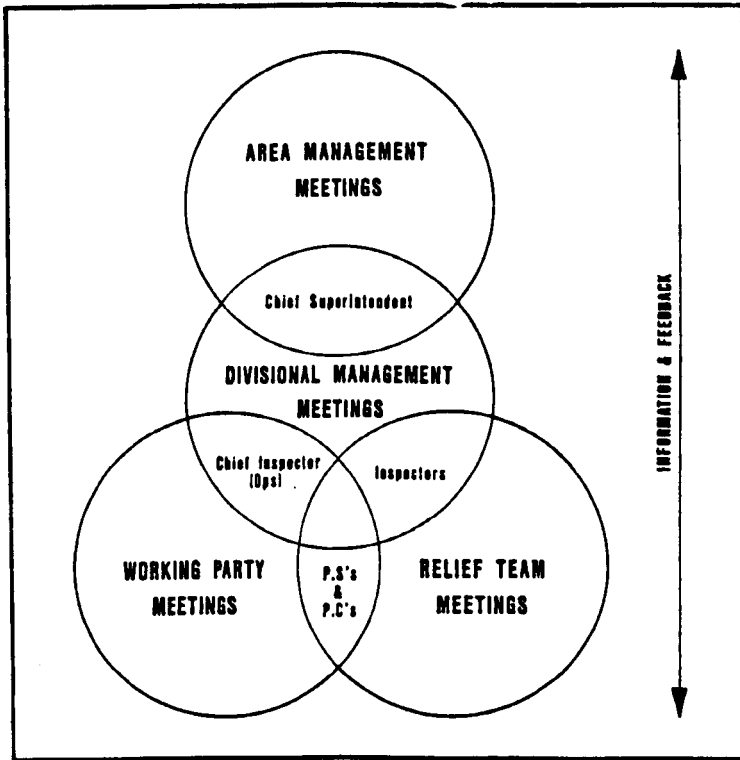 AREA MANAGEMENT
MEETINGS
Chief Superintendent
DIVISIONAL MANAGEMENT
MEETINGS
Chief Inspector
(Ops)
Inspectors
WORKING PARTY
MEETINGS
P.S's
&
P.C's
RELIEF TEAM
MEETINGS
INFORMATION & FEEDBACK